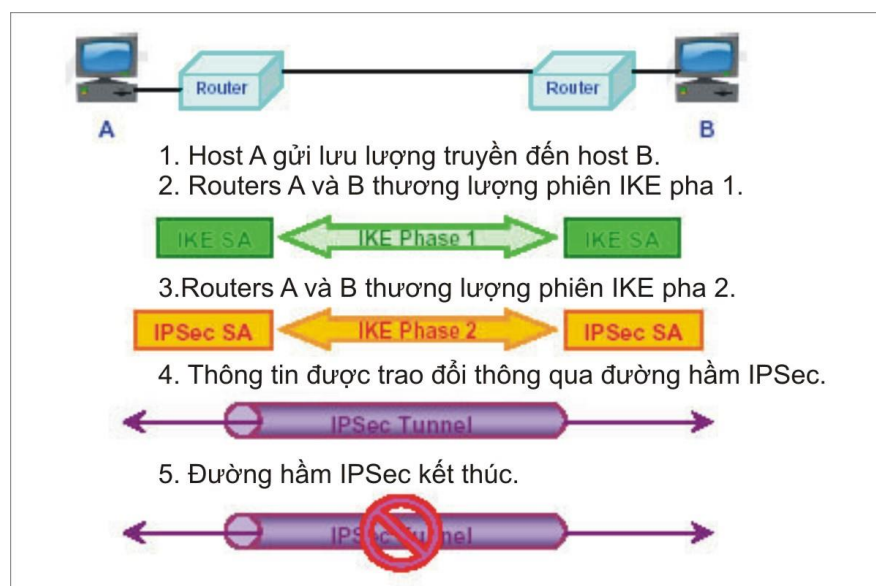 Router
Router
A
B
1. Host A gửi lưu lượng truyền đến host B.
2. Routers A và B thương lượng phiên IKE pha 1.
IKE SA
IKE Phase 1
IKE SA
3.Routers A và B thương lượng phiên IKE pha 2.
IPSec SA
IKE Phase 2
IPSec SA
4. Thông tin được trao đổi thông qua đường hầm IPSec.
IPSec Tunnel
5. Đường hầm IPSec kết thúc.
IPSec Tunnel